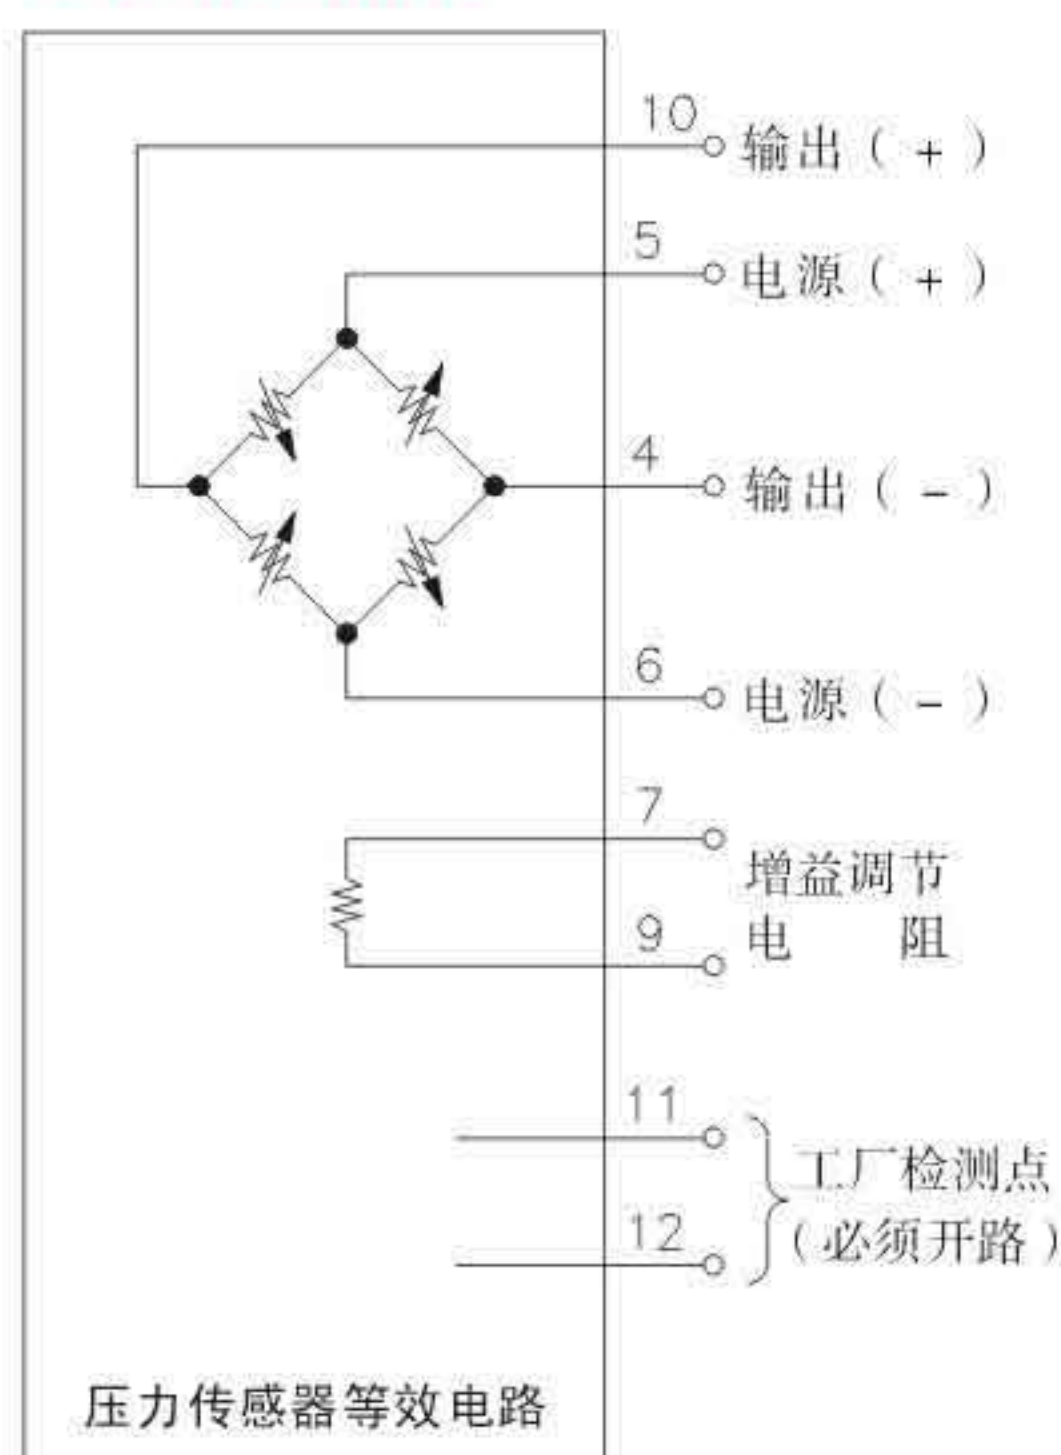 10
输出(+)
5
电源(+)
4
输出(-)
6
电源(-)
7
增益调节
9
电 阻
11
工厂检测点
12
(必须开路)
压力传感器等效电路